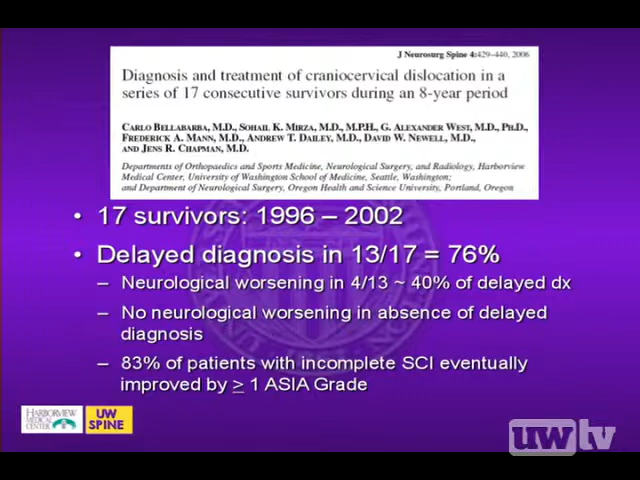 J Neurosurg Spine 4:429–440, 2006
Diagnosis and treatment of craniocervical dislocation in a
series of 17 consecutive survivors during an 8-year period
CARLO BELLABARBA, M.D., SOHAIL K. MIRZA, M.D., M.P.H., G. ALEXANDER WEST, M.D., PH.D.,
FREDERICK A. MANN, M.D., ANDREW T. DAILEY, M.D., DAVID W. NEWELL, M.D.,
AND JENS R. CHAPMAN, M.D.
Departments of Orthopaedics and Sports Medicine, Neurological Surgery, and Radiology, Harborview
Medical Center, University of Washington School of Medicine, Seattle, Washington;
and Department of Neurological Surgery, Oregon Health and Science University, Portland, Oregon
• 17 survivors: 1996 – 2002
• Delayed diagnosis in 13/17 = 76%
– Neurological worsening in 4/13 ~ 40% of delayed dx
– No neurological worsening in absence of delayed
diagnosis
– 83% of patients with incomplete SCI eventually
improved by ≥ 1 ASIA Grade
HARBORVIEW
MEDICAL
CENTER
UW
SPINE
uwtv